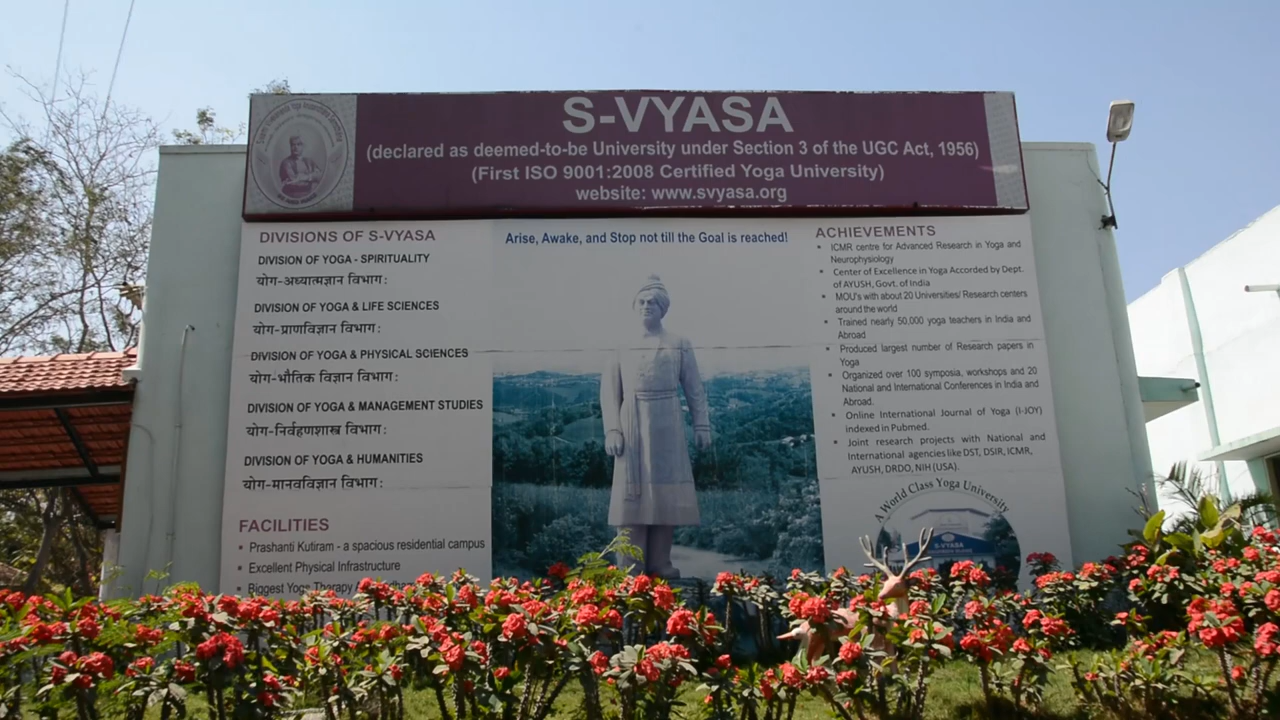 S-VYASA
(declared as deemed-to-be University under Section 3 of the UGC Act, 1956)
(First ISO 9001:2008 Certified Yoga University)
website: www.svyasa.org
DIVISIONS OF S-VYASA
DIVISION OF YOGA - SPIRITUALITY
योग-अध्यात्मज्ञान विभाग:
DIVISION OF YOGA & LIFE SCIENCES
योग-प्राणविज्ञान विभाग:
DIVISION OF YOGA & PHYSICAL SCIENCES
योग-भौतिक विज्ञान विभाग:
DIVISION OF YOGA & MANAGEMENT STUDIES
योग-निर्वहणशास्त्र विभाग:
DIVISION OF YOGA & HUMANITIES
योग-मानवविज्ञान विभाग:
FACILITIES
Prashanti Kutiram - a spacious residential campus
Excellent Physical Infrastructure
Biggest Yoga Therapy
Arise, Awake, and Stop not till the Goal is reached!
ACHIEVEMENTS
ICMR centre for Advanced Research in Yoga and
Neurophysiology
Center of Excellence in Yoga Accorded by Dept.
of AYUSH, Govt. of India
MOU's with about 20 Universities/ Research centers
around the world
Trained nearly 50,000 yoga teachers in India and
Abroad
Produced largest number of Research papers in
Yoga
Organized over 100 symposia, workshops and 20
National and International Conferences in India and
Abroad.
Online International Journal of Yoga (I-JOY)
indexed in Pubmed.
Joint research projects with National and
International agencies like DST, DSIR, ICMR,
AYUSH, DRDO, NIH (USA).
A World Class Yoga University
S-VYASA